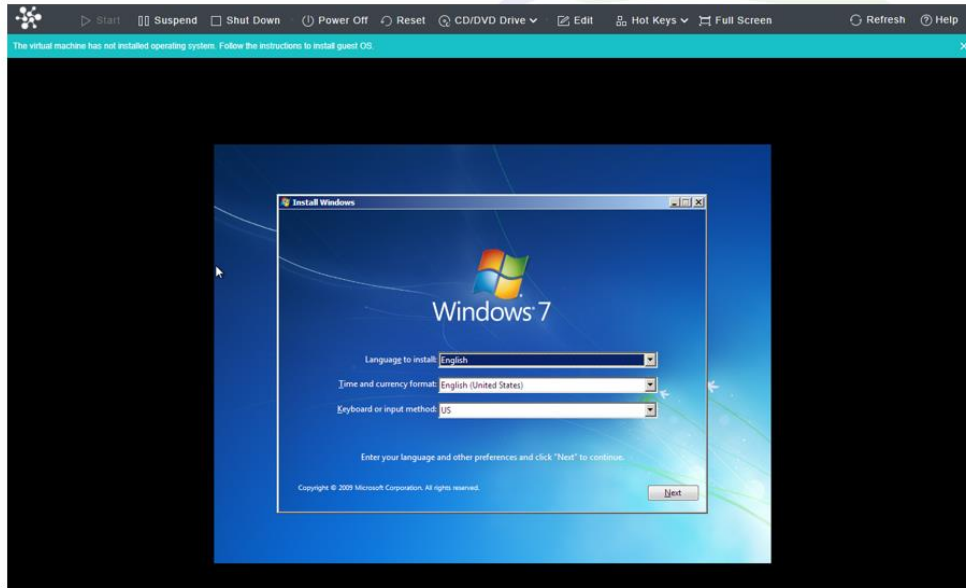 Start Suspend Shut Down Power Off Reset CD/DVD Drive Edit Hot Keys Full Screen Refresh Help
The virtual machine has not installed operating system. Follow the instructions to install guest OS.
Install Windows
Windows 7
Language to install: English
Time and currency format: English (United States)
Keyboard or input method: US
Enter your language and other preferences and click "Next" to continue.
Copyright © 2009 Microsoft Corporation. All rights reserved.
Next